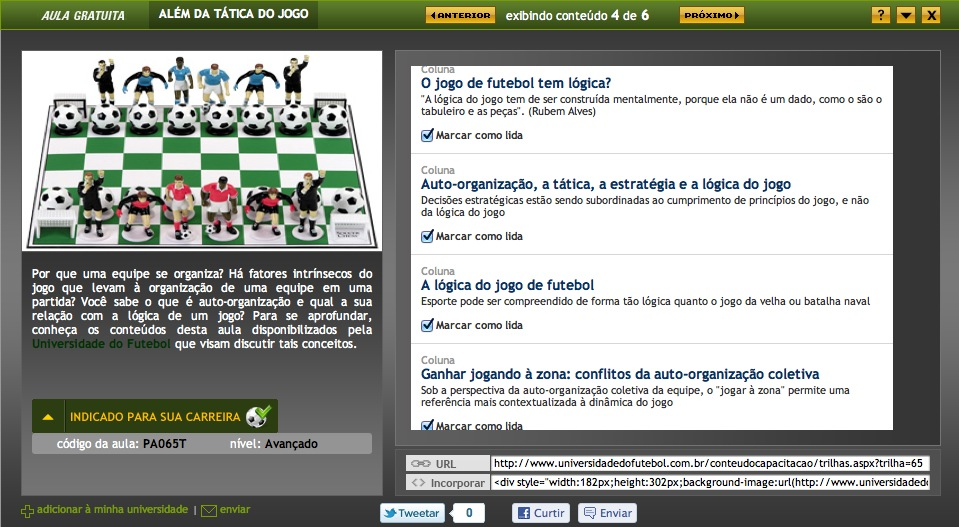 AULA GRATUITA
ALÉM DA TÁTICA DO JOGO
ANTERIOR
exibindo conteúdo 4 de 6
PRÓXIMO
?
X
Por que uma equipe se organiza? Há fatores intrínsecos do
jogo que levam à organização de uma equipe em uma
partida? Você sabe o que é auto-organização e qual a sua
relação com a lógica de um jogo? Para se aprofundar,
conheça os conteúdos desta aula disponibilizados pela
Universidade do Futebol que visam discutir tais conceitos.
INDICADO PARA SUA CARREIRA
código da aula: PA065T
nível: Avançado
Coluna
O jogo de futebol tem lógica?
"A lógica do jogo tem de ser construída mentalmente, porque ela não é um dado, como o são o
tabuleiro e as peças". (Rubem Alves)
Marcar como lida
Auto-organização, a tática, a estratégia e a lógica do jogo
Decisões estratégicas estão sendo subordinadas ao cumprimento de princípios do jogo, e não
da lógica do jogo
Marcar como lida
Coluna
A lógica do jogo de futebol
Esporte pode ser compreendido de forma tão lógica quanto o jogo da velha ou batalha naval
Marcar como lida
Coluna
Ganhar jogando à zona: conflitos da auto-organização coletiva
Sob a perspectiva da auto-organização coletiva da equipe, o "jogar à zona" permite uma
referência mais contextualizada à dinâmica do jogo
Marcar como lida
URL
http://www.universidadedofutebol.com.br/conteudocapacitacao/trilhas.aspx?trilha=65
Incorporar
<div style="width:182px;height:302px;background-image:url(http://www.universidadedo
adicionar à minha universidade | enviar
Tweetar
0
Curtir
Enviar